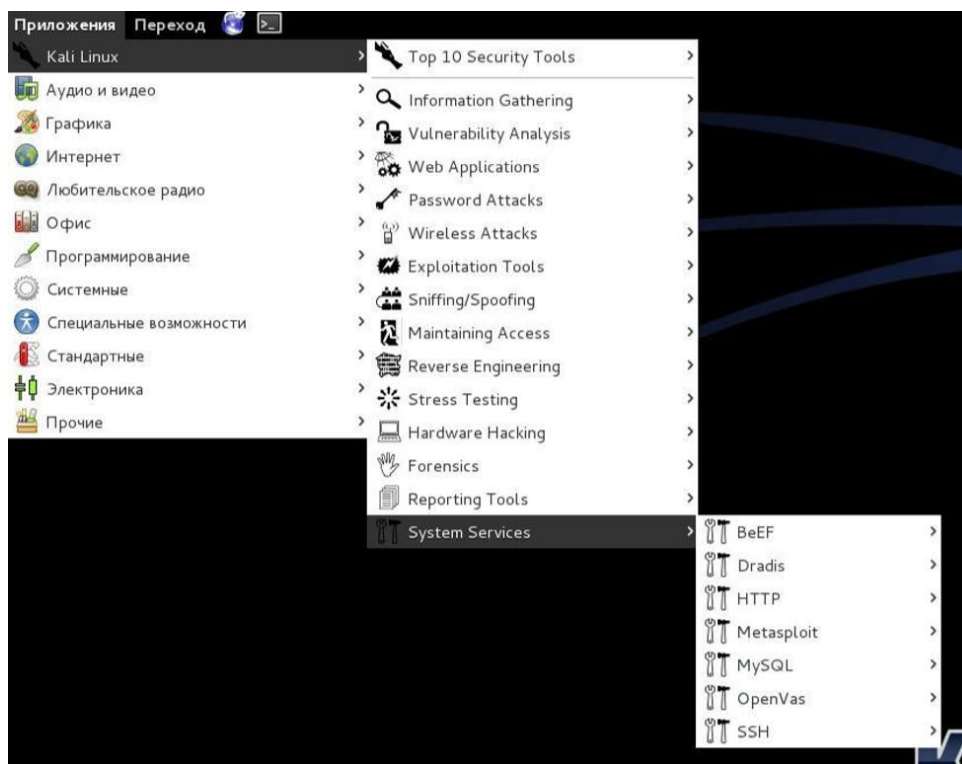 Приложения Переход
Kali Linux
Аудио и видео
Графика
Интернет
Любительское радио
Офис
Программирование
Системные
Специальные возможности
Стандартные
Электроника
Прочие
Top 10 Security Tools
Information Gathering
Vulnerability Analysis
Web Applications
Password Attacks
Wireless Attacks
Exploitation Tools
Sniffing/Spoofing
Maintaining Access
Reverse Engineering
Stress Testing
Hardware Hacking
Forensics
Reporting Tools
System Services
BeEF
Dradis
HTTP
Metasploit
MySQL
OpenVas
SSH